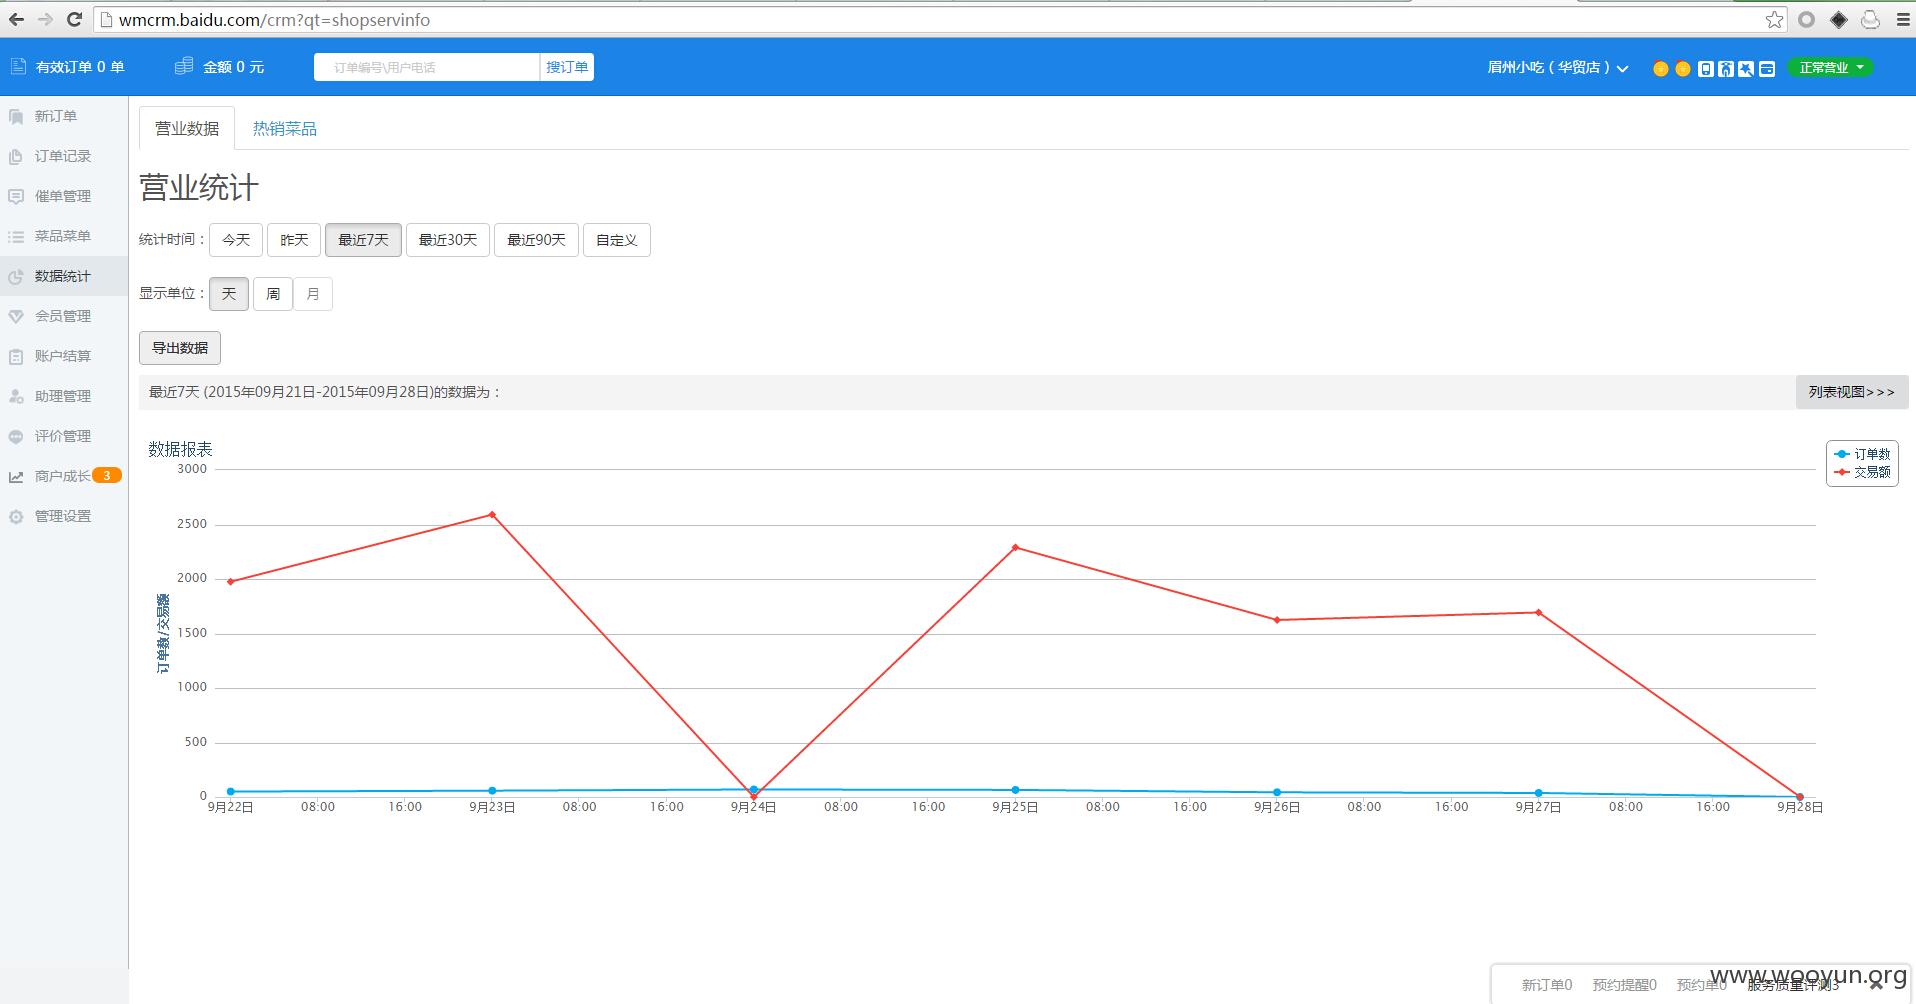 wmcrm.baidu.com/crm?qt=shopservinfo
有效订单 0 单 金额 0 元 订单编号\用户电话 搜订单 眉州小吃 ( 华贸店 ) 正常营业
新订单
订单记录
催单管理
菜品菜单
数据统计
会员管理
账户结算
助理管理
评价管理
商户成长 3
管理设置
营业数据 热销菜品
营业统计
统计时间： 今天 昨天 最近7天 最近30天 最近90天 自定义
显示单位： 天 周 月
导出数据
最近7天 (2015年09月21日-2015年09月28日)的数据为： 列表视图>>>
数据报表
订单数
交易额
订单数/交易额
3000
2500
2000
1500
1000
500
0
9月22日 08:00 16:00 9月23日 08:00 16:00 9月24日 08:00 16:00 9月25日 08:00 16:00 9月26日 08:00 16:00 9月27日 08:00 16:00 9月28日
新订单0 预约提醒0 预约单0 服务质量评测3
www.wooyun.org